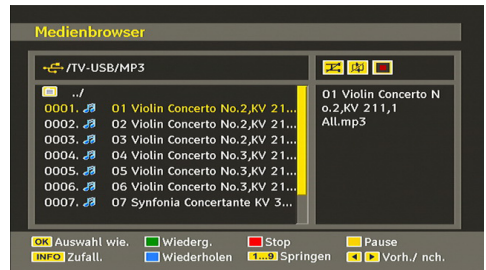 Medienbrowser
/TV-USB/MP3
../
0001. 01 Violin Concerto No.2,KV 21...
0002. 02 Violin Concerto No.2,KV 21...
0003. 03 Violin Concerto No.2,KV 21...
0004. 04 Violin Concerto No.3,KV 21...
0005. 05 Violin Concerto No.3,KV 21...
0006. 06 Violin Concerto No.3,KV 21...
0007. 07 Synfonia Concertante KV 3...
01 Violin Concerto N
o.2,KV 211,1
All.mp3
OK Auswahl wie. Wiederg. Stop Pause
INFO Zufall. Wiederholen 1...9 Springen Vorh./ nch.